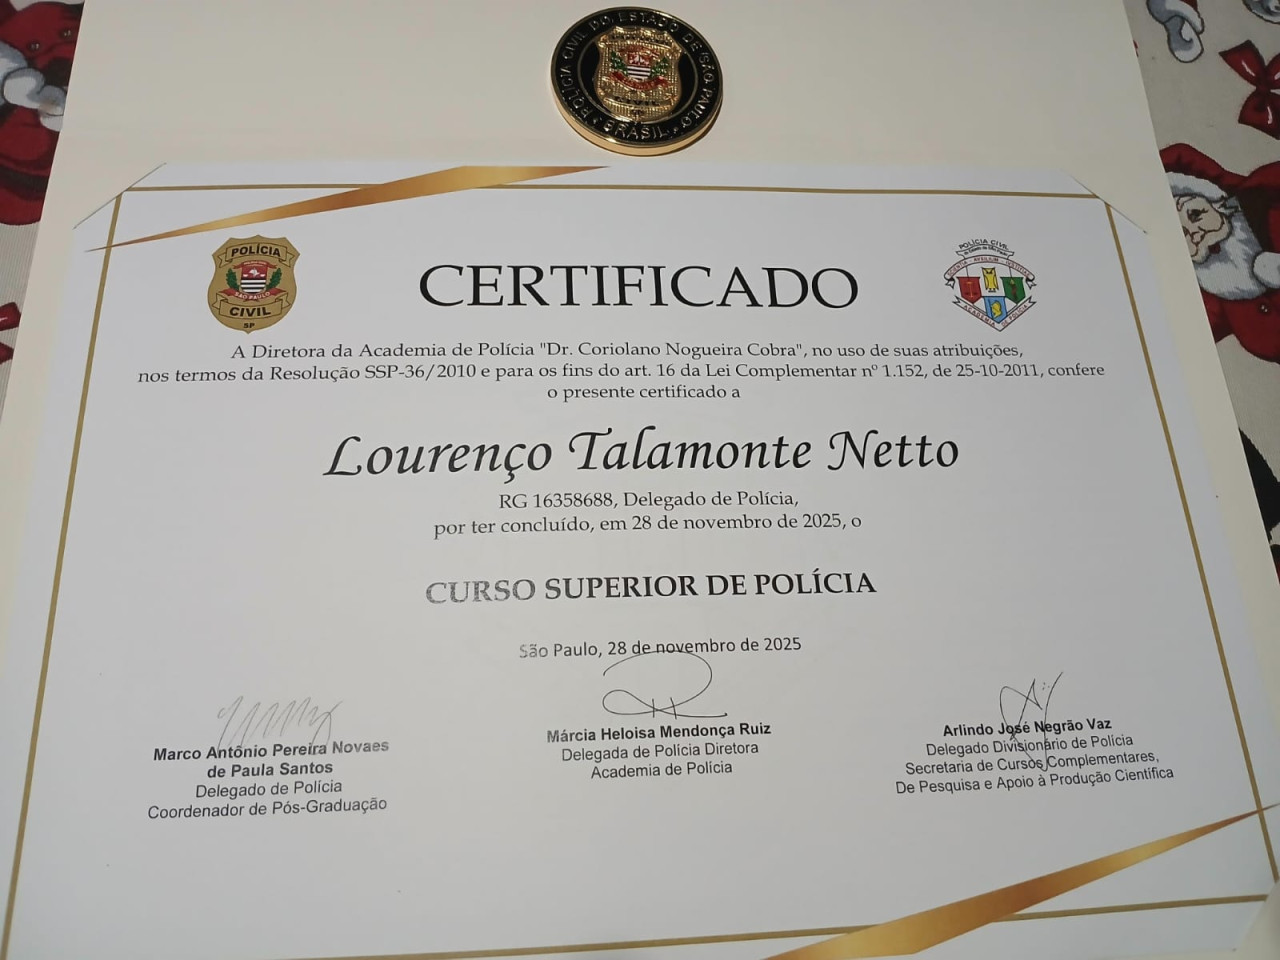 POLÍCIA CIVIL DO ESTADO DE SÃO PAULO
BRASIL
POLÍCIA
SÃO PAULO
CIVIL
SP
CERTIFICADO
POLÍCIA CIVIL
ACADEMIA DE POLÍCIA
A Diretora da Academia de Polícia "Dr. Coriolano Nogueira Cobra", no uso de suas atribuições,
nos termos da Resolução SSP-36/2010 e para os fins do art. 16 da Lei Complementar nº 1.152, de 25-10-2011, confere
o presente certificado a
Lourenço Talamonte Netto
RG 16358688, Delegado de Polícia,
por ter concluído, em 28 de novembro de 2025, o
CURSO SUPERIOR DE POLÍCIA
São Paulo, 28 de novembro de 2025
Marco Antônio Pereira Novaes
de Paula Santos
Delegado de Polícia
Coordenador de Pós-Graduação
Márcia Heloisa Mendonça Ruiz
Delegada de Polícia Diretora
Academia de Polícia
Arlindo José Negrão Vaz
Delegado Divisionário de Polícia
Secretaria de Cursos Complementares,
De Pesquisa e Apoio à Produção Científica